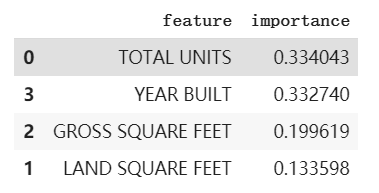 feature importance
0 TOTAL UNITS 0.334043
3 YEAR BUILT 0.332740
2 GROSS SQUARE FEET 0.199619
1 LAND SQUARE FEET 0.133598